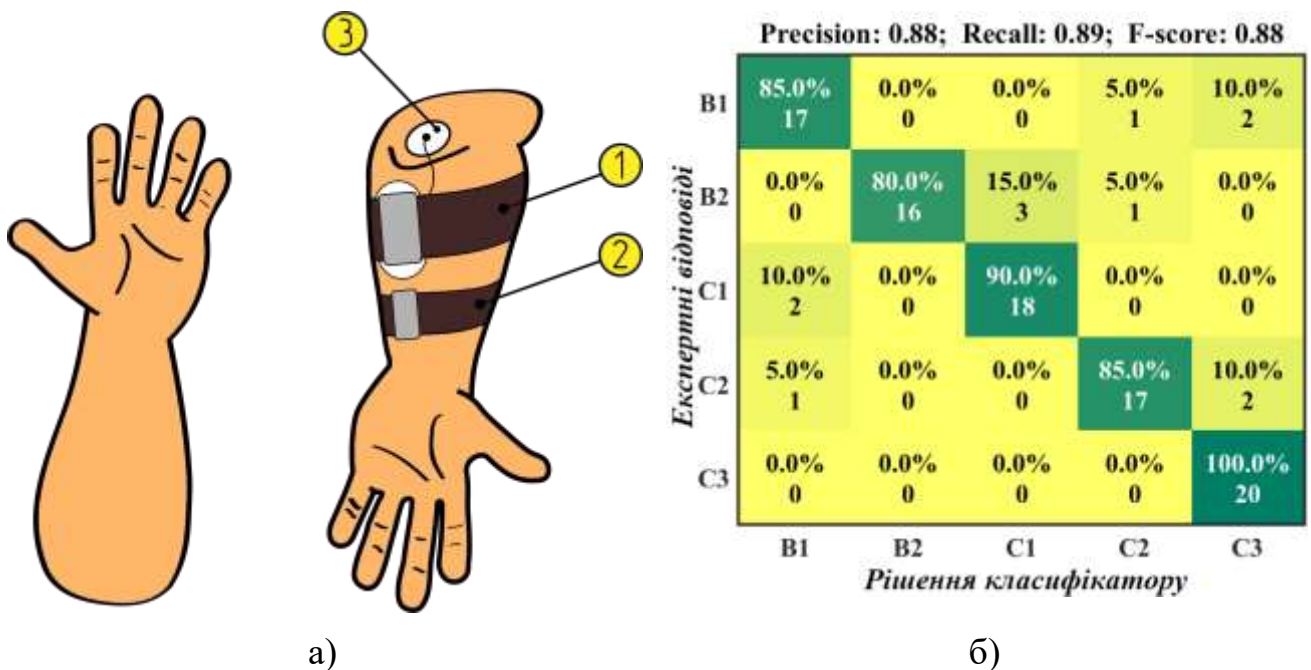 3
1
2
а)
Precision: 0.88; Recall: 0.89; F-score: 0.88
Експертні відповіді
B1 85.0% 0.0% 0.0% 5.0% 10.0%
17 0 0 1 2
B2 0.0% 80.0% 15.0% 5.0% 0.0%
0 16 3 1 0
C1 10.0% 0.0% 90.0% 0.0% 0.0%
2 0 18 0 0
C2 5.0% 0.0% 0.0% 85.0% 10.0%
1 0 0 17 2
C3 0.0% 0.0% 0.0% 0.0% 100.0%
0 0 0 0 20
B1 B2 C1 C2 C3
Рішення класифікатору
б)